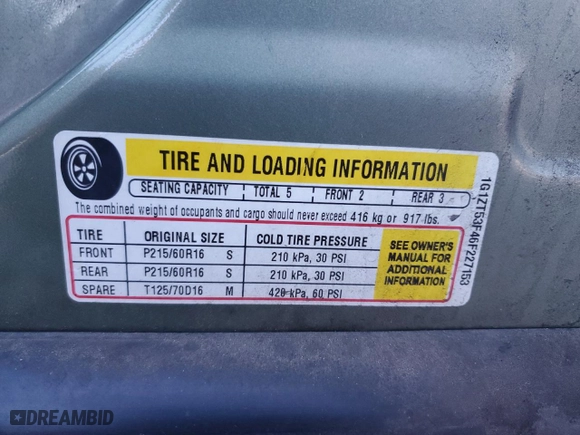 TIRE AND LOADING INFORMATION
SEATING CAPACITY TOTAL 5 FRONT 2 REAR 3
The combined weight of occupants and cargo should never exceed 416 kg or 917 lbs.
TIRE ORIGINAL SIZE COLD TIRE PRESSURE
FRONT P215/60R16 S 210 kPa, 30 PSI
REAR P215/60R16 S 210 kPa, 30 PSI
SPARE T125/70D16 M 420 kPa, 60 PSI
SEE OWNER'S
MANUAL FOR
ADDITIONAL
INFORMATION
1G1ZT53F46F227153
DREAMBID